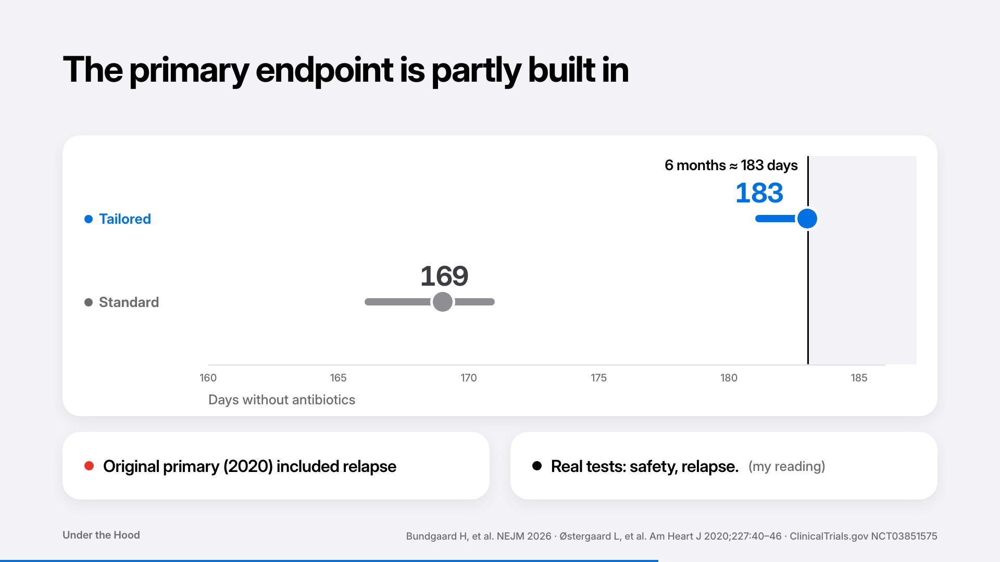 The primary endpoint is partly built in
6 months ≈ 183 days
183
Tailored
169
Standard
160 165 170 175 180 185
Days without antibiotics
Original primary (2020) included relapse
Real tests: safety, relapse. (my reading)
Under the Hood
Bundgaard H, et al. NEJM 2026 · Østergaard L, et al. Am Heart J 2020;227:40–46 · ClinicalTrials.gov NCT03851575